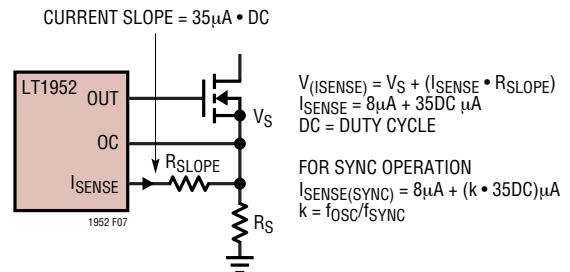 CURRENT SLOPE = 35µA • DC
LT1952
OUT
OC
ISENSE
RSLOPE
VS
RS
1952 F07
V(ISENSE) = VS + (ISENSE • RSLOPE)
ISENSE = 8µA + 35DC µA
DC = DUTY CYCLE
FOR SYNC OPERATION
ISENSE(SYNC) = 8µA + (k • 35DC)µA
k = fOSC/fSYNC